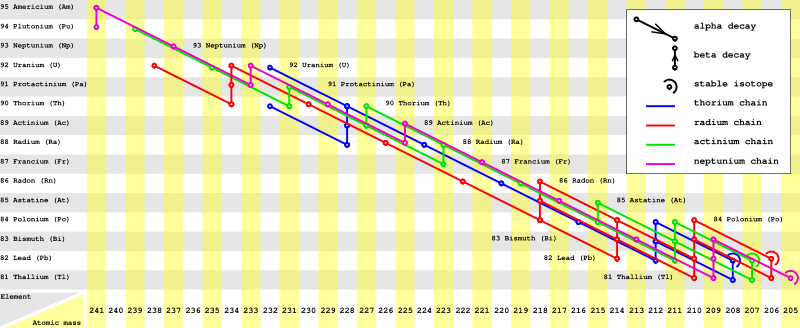 95 Americium (Am)
94 Plutonium (Pu)
93 Neptunium (Np) 93 Neptunium (Np)
92 Uranium (U) 92 Uranium (U)
91 Protactinium (Pa) 91 Protactinium (Pa)
90 Thorium (Th) 90 Thorium (Th)
89 Actinium (Ac) 89 Actinium (Ac)
88 Radium (Ra) 88 Radium (Ra)
87 Francium (Fr) 87 Francium (Fr)
86 Radon (Rn) 86 Radon (Rn)
85 Astatine (At) 85 Astatine (At)
84 Polonium (Po) 84 Polonium (Po)
83 Bismuth (Bi) 83 Bismuth (Bi)
82 Lead (Pb) 82 Lead (Pb)
81 Thallium (Tl) 81 Thallium (Tl)
Element
241 240 239 238 237 236 235 234 233 232 231 230 229 228 227 226 225 224 223 222 221 220 219 218 217 216 215 214 213 212 211 210 209 208 207 206 205
Atomic mass
alpha decay
beta decay
stable isotope
thorium chain
radium chain
actinium chain
neptunium chain